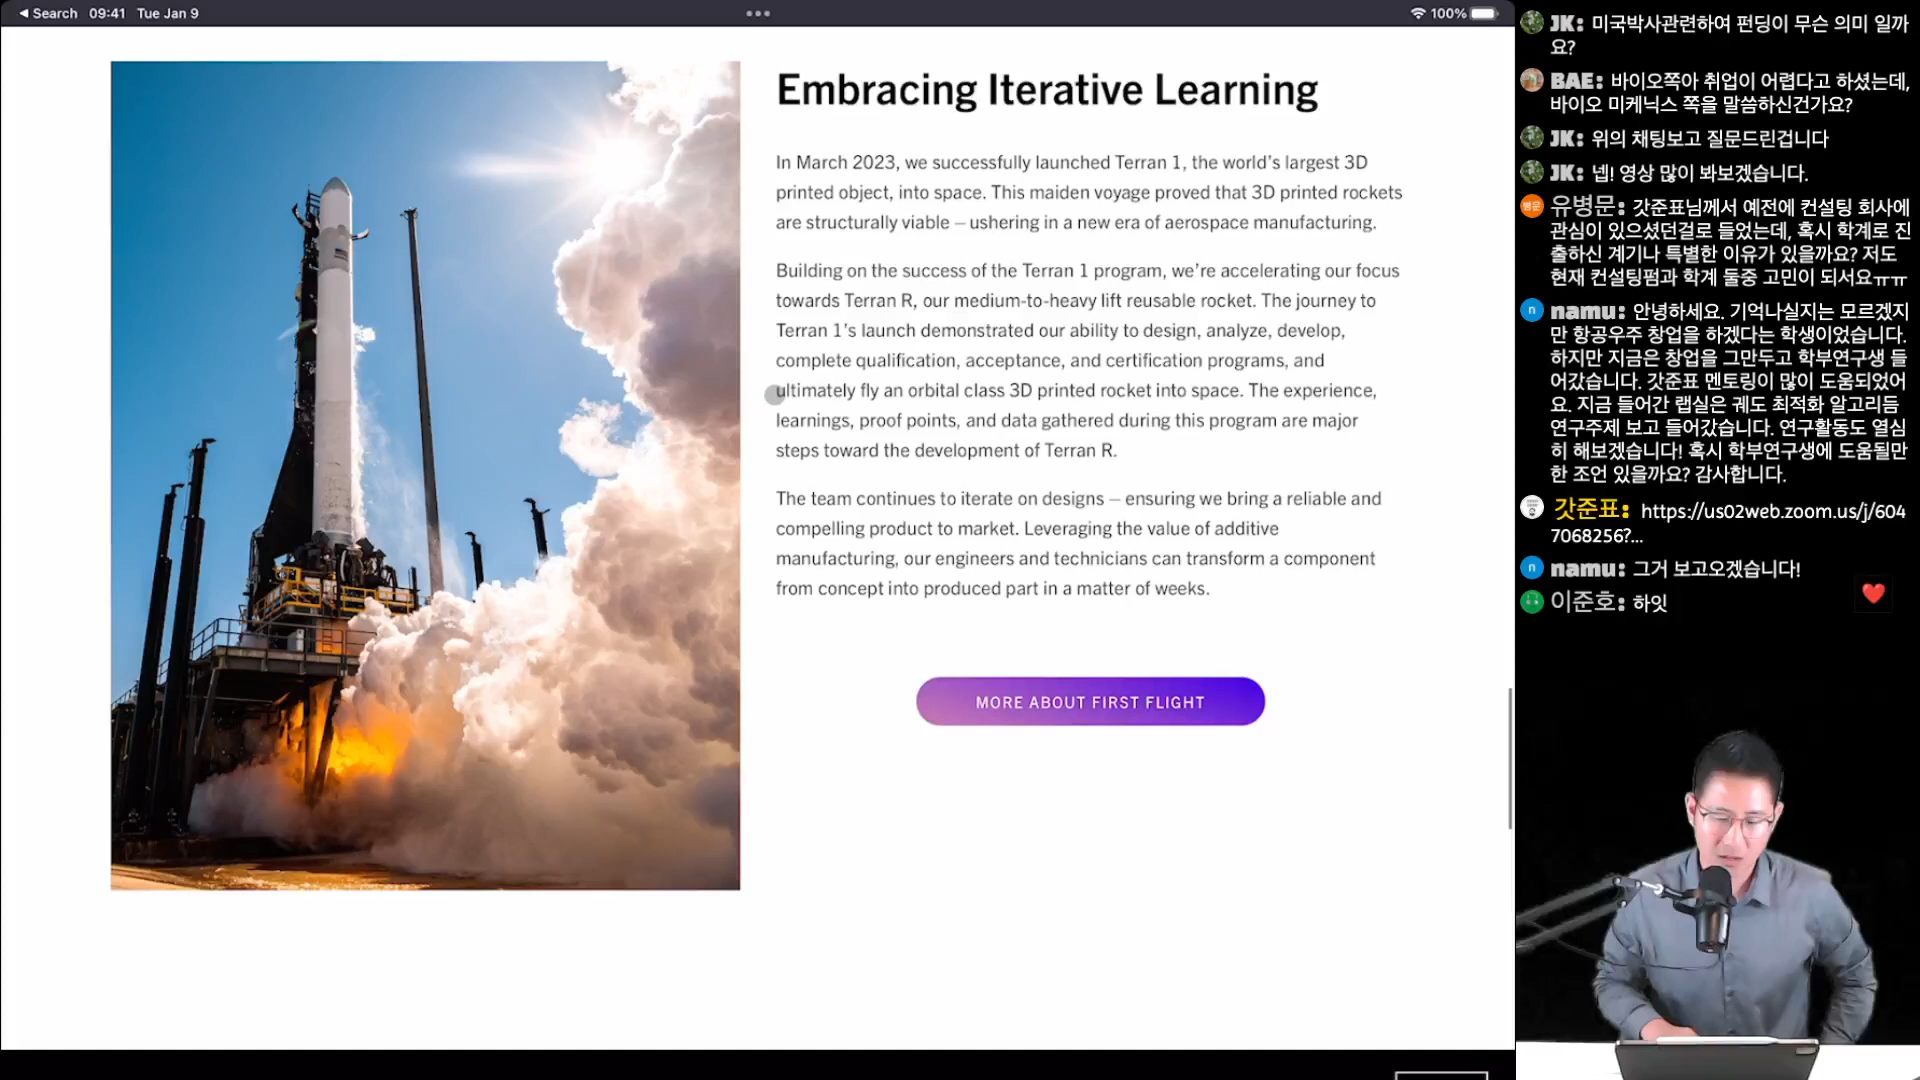 Search 09:41 Tue Jan 9
100%
Embracing Iterative Learning
In March 2023, we successfully launched Terran 1, the world's largest 3D
printed object, into space. This maiden voyage proved that 3D printed rockets
are structurally viable – ushering in a new era of aerospace manufacturing.
Building on the success of the Terran 1 program, we're accelerating our focus
towards Terran R, our medium-to-heavy lift reusable rocket. The journey to
Terran 1's launch demonstrated our ability to design, analyze, develop,
complete qualification, acceptance, and certification programs, and
ultimately fly an orbital class 3D printed rocket into space. The experience,
learnings, proof points, and data gathered during this program are major
steps toward the development of Terran R.
The team continues to iterate on designs – ensuring we bring a reliable and
compelling product to market. Leveraging the value of additive
manufacturing, our engineers and technicians can transform a component
from concept into produced part in a matter of weeks.
MORE ABOUT FIRST FLIGHT
JK: 미국박사관련하여 펀딩이 무슨 의미 일까
요?
BAE: 바이오쪽아 취업이 어렵다고 하셨는데,
바이오 미케닉스 쪽을 말씀하신건가요?
JK: 위의 채팅보고 질문드린겁니다
JK: 넵! 영상 많이 봐보겠습니다.
병문
유병문: 갓준표님께서 예전에 컨설팅 회사에
관심이 있으셨던걸로 들었는데, 혹시 학계로 진
출하신 계기나 특별한 이유가 있을까요? 저도
현재 컨설팅펌과 학계 둘중 고민이 되서요ㅠㅠ
n
namu: 안녕하세요. 기억나실지는 모르겠지
만 항공우주 창업을 하겠다는 학생이었습니다.
하지만 지금은 창업을 그만두고 학부연구생 들
어갔습니다. 갓준표 멘토링이 많이 도움되었어
요. 지금 들어간 랩실은 궤도 최적화 알고리듬
연구주제 보고 들어갔습니다. 연구활동도 열심
히 해보겠습니다! 혹시 학부연구생에 도움될만
한 조언 있을까요? 감사합니다.
갓준표: https://us02web.zoom.us/j/604
7068256?...
n
namu: 그거 보고오겠습니다!
이준호: 하잇